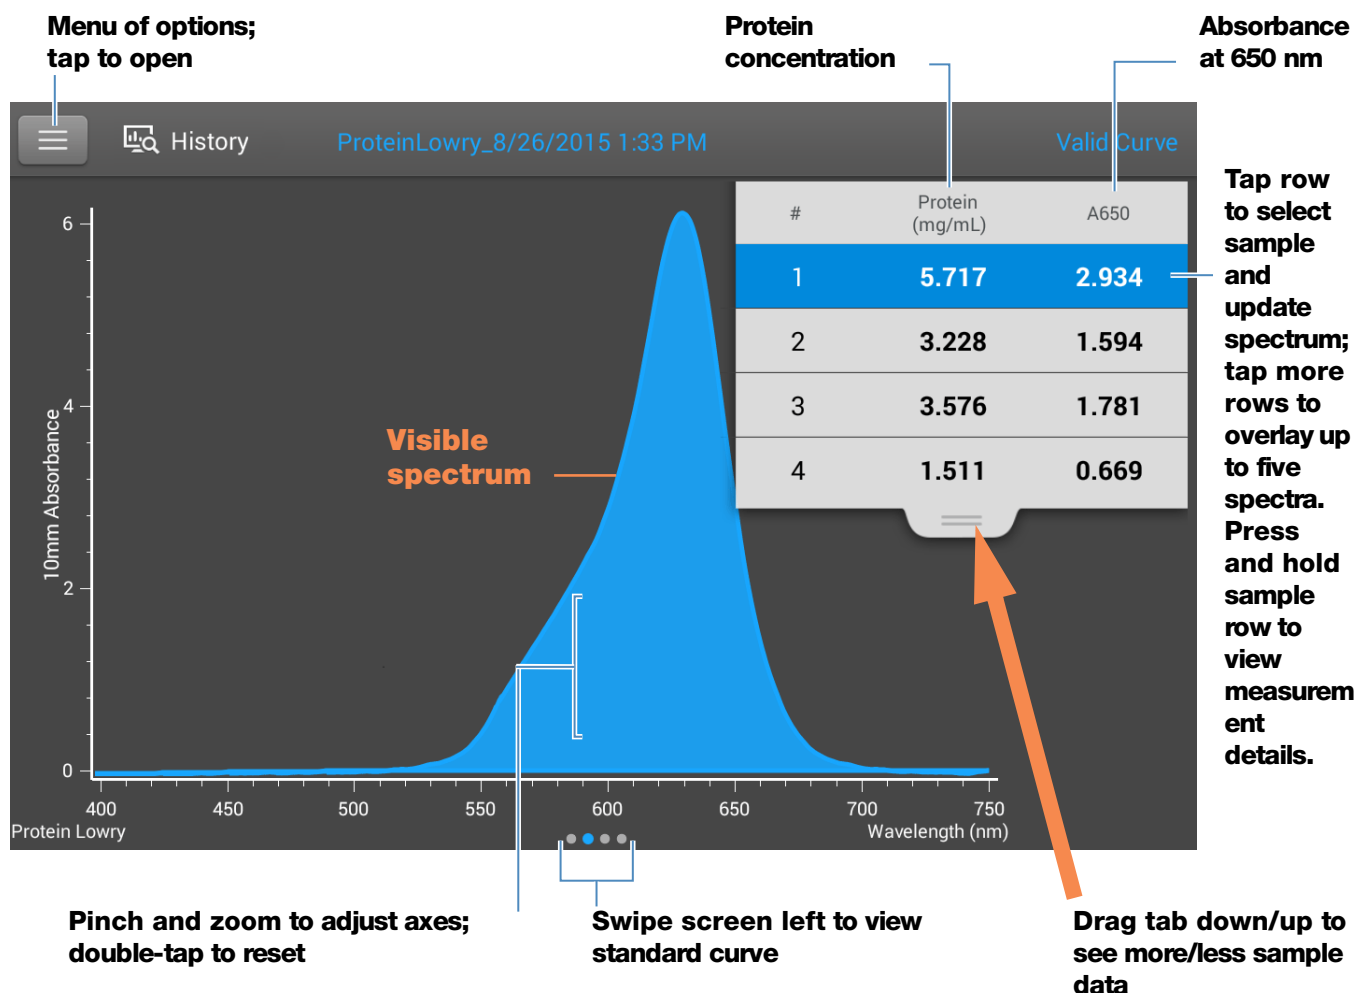 Menu of options;
tap to open
Protein
concentration
Absorbance
at 650 nm
History
ProteinLowry_8/26/2015 1:33 PM
Valid Curve
# Protein (mg/mL) A650
1 5.717 2.934
2 3.228 1.594
3 3.576 1.781
4 1.511 0.669
Tap row
to select
sample
and
update
spectrum;
tap more
rows to
overlay up
to five
spectra.
Press
and hold
sample
row to
view
measurem
ent
details.
6
4
2
0
10mm Absorbance
Visible
spectrum
400 450 500 550 600 650 700 750
Protein Lowry
Wavelength (nm)
Pinch and zoom to adjust axes;
double-tap to reset
Swipe screen left to view
standard curve
Drag tab down/up to
see more/less sample
data